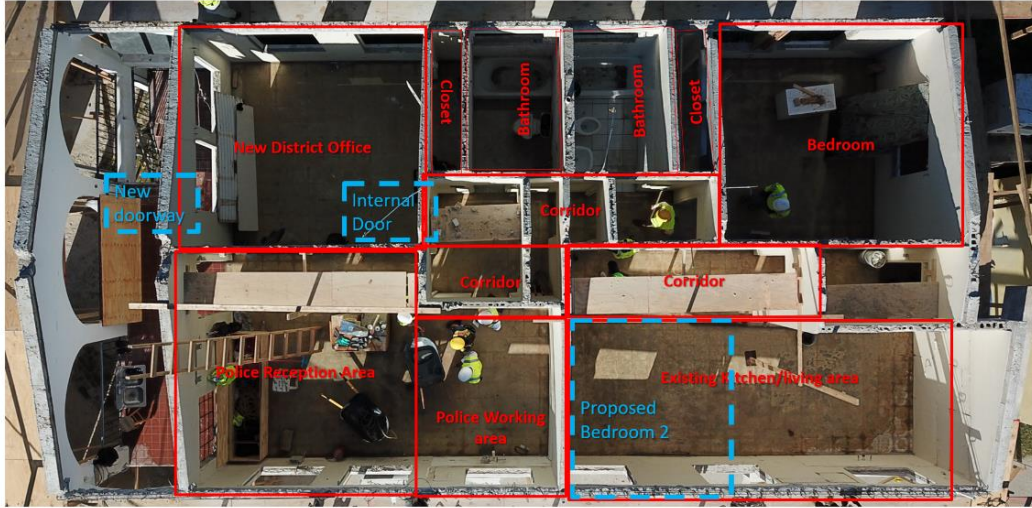 New District Office
Closet
Bathroom
Bathroom
Closet
Bedroom
New
doorway
Internal
Door
Corridor
Corridor
Corridor
Police Reception Area
Police Working
area
Existing Kitchen/living area
Proposed
Bedroom 2